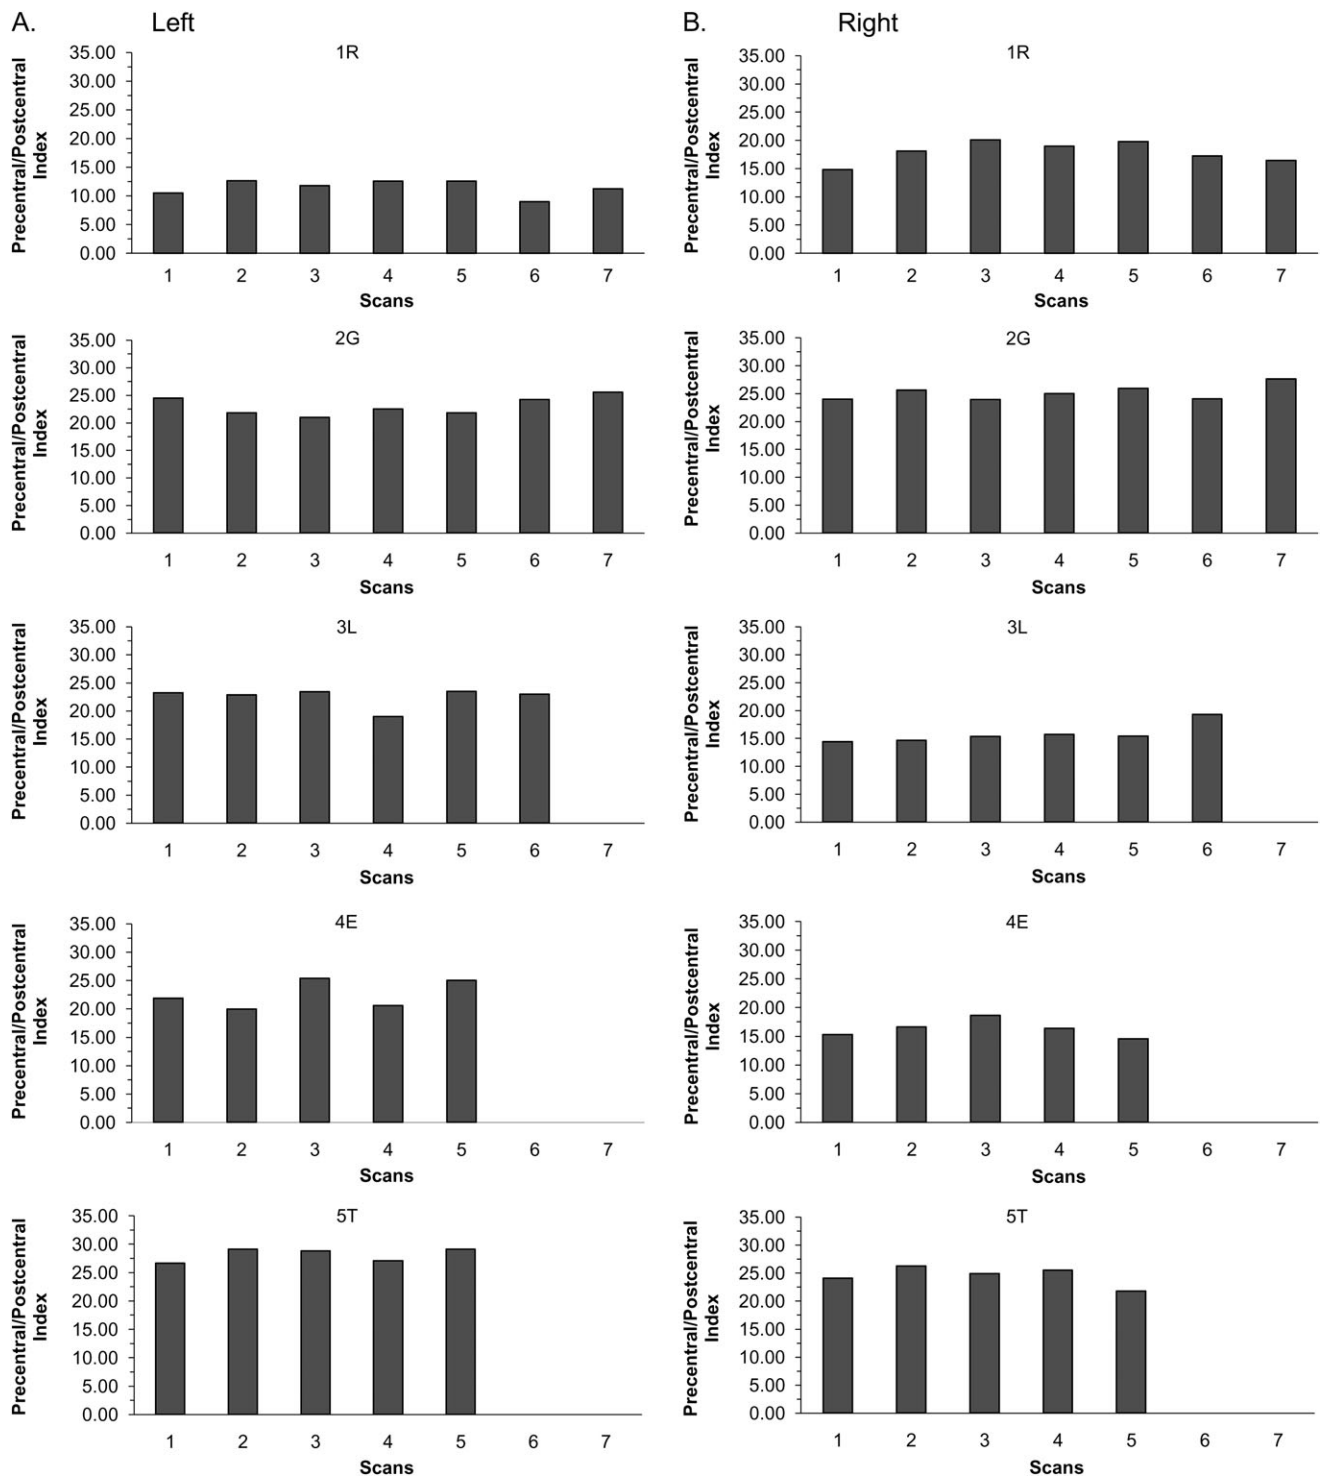 A. Left
1R
35.00
30.00
25.00
20.00
15.00
10.00
5.00
0.00
Precentral/Postcentral
Index
1 2 3 4 5 6 7
Scans
2G
35.00
30.00
25.00
20.00
15.00
10.00
5.00
0.00
Precentral/Postcentral
Index
1 2 3 4 5 6 7
Scans
3L
35.00
30.00
25.00
20.00
15.00
10.00
5.00
0.00
Precentral/Postcentral
Index
1 2 3 4 5 6 7
Scans
4E
35.00
30.00
25.00
20.00
15.00
10.00
5.00
0.00
Precentral/Postcentral
Index
1 2 3 4 5 6 7
Scans
5T
35.00
30.00
25.00
20.00
15.00
10.00
5.00
0.00
Precentral/Postcentral
Index
1 2 3 4 5 6 7
Scans
B. Right
1R
35.00
30.00
25.00
20.00
15.00
10.00
5.00
0.00
Precentral/Postcentral
Index
1 2 3 4 5 6 7
Scans
2G
35.00
30.00
25.00
20.00
15.00
10.00
5.00
0.00
Precentral/Postcentral
Index
1 2 3 4 5 6 7
Scans
3L
35.00
30.00
25.00
20.00
15.00
10.00
5.00
0.00
Precentral/Postcentral
Index
1 2 3 4 5 6 7
Scans
4E
35.00
30.00
25.00
20.00
15.00
10.00
5.00
0.00
Precentral/Postcentral
Index
1 2 3 4 5 6 7
Scans
5T
35.00
30.00
25.00
20.00
15.00
10.00
5.00
0.00
Precentral/Postcentral
Index
1 2 3 4 5 6 7
Scans